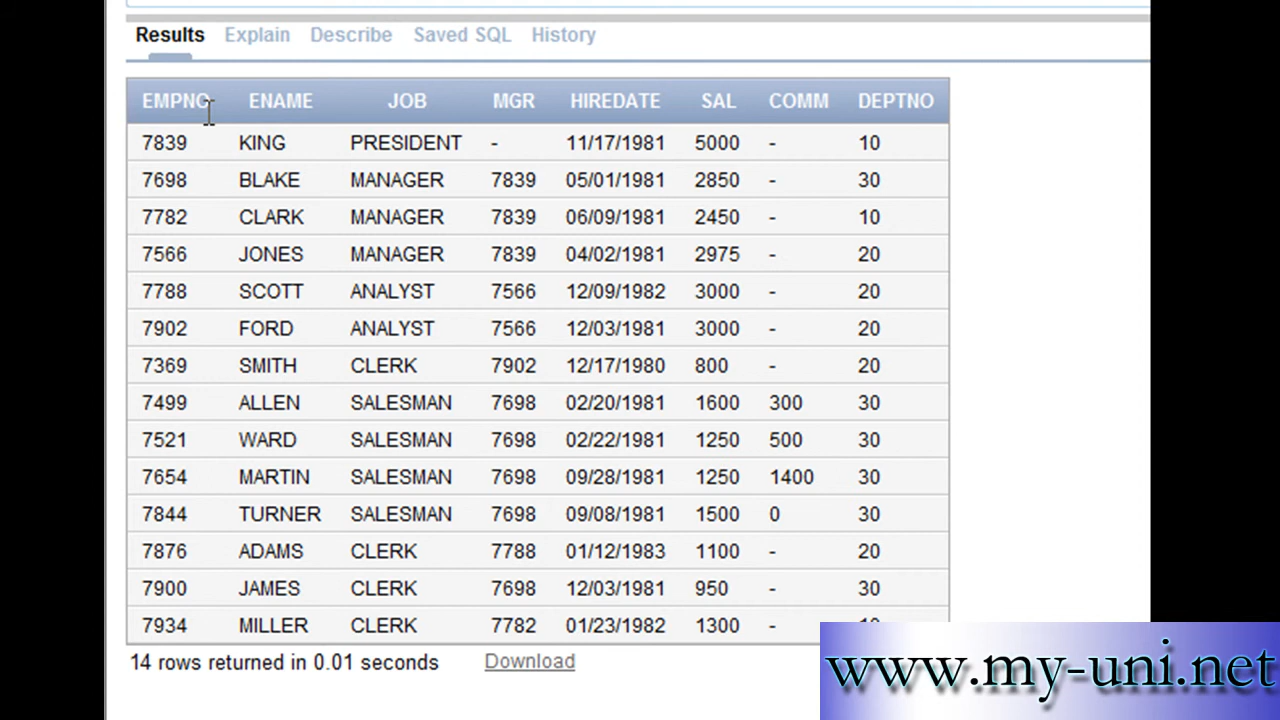 Results Explain Describe Saved SQL History
EMPNO ENAME JOB MGR HIREDATE SAL COMM DEPTNO
7839 KING PRESIDENT - 11/17/1981 5000 - 10
7698 BLAKE MANAGER 7839 05/01/1981 2850 - 30
7782 CLARK MANAGER 7839 06/09/1981 2450 - 10
7566 JONES MANAGER 7839 04/02/1981 2975 - 20
7788 SCOTT ANALYST 7566 12/09/1982 3000 - 20
7902 FORD ANALYST 7566 12/03/1981 3000 - 20
7369 SMITH CLERK 7902 12/17/1980 800 - 20
7499 ALLEN SALESMAN 7698 02/20/1981 1600 300 30
7521 WARD SALESMAN 7698 02/22/1981 1250 500 30
7654 MARTIN SALESMAN 7698 09/28/1981 1250 1400 30
7844 TURNER SALESMAN 7698 09/08/1981 1500 0 30
7876 ADAMS CLERK 7788 01/12/1983 1100 - 20
7900 JAMES CLERK 7698 12/03/1981 950 - 30
7934 MILLER CLERK 7782 01/23/1982 1300 -
14 rows returned in 0.01 seconds Download
www.my-uni.net